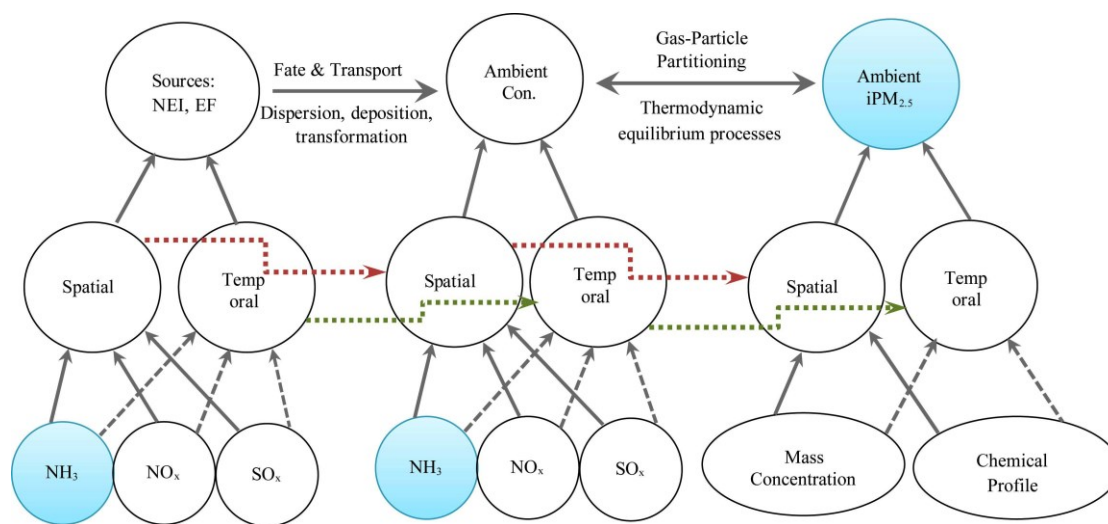 Sources:
NEI, EF
Fate & Transport
Dispersion, deposition,
transformation
Ambient
Con.
Gas-Particle
Partitioning
Thermodynamic
equilibrium processes
Ambient
iPM₂.₅
Spatial
Temp
oral
Spatial
Temp
oral
Spatial
Temp
oral
NH₃
NOₓ
SOₓ
NH₃
NOₓ
SOₓ
Mass
Concentration
Chemical
Profile